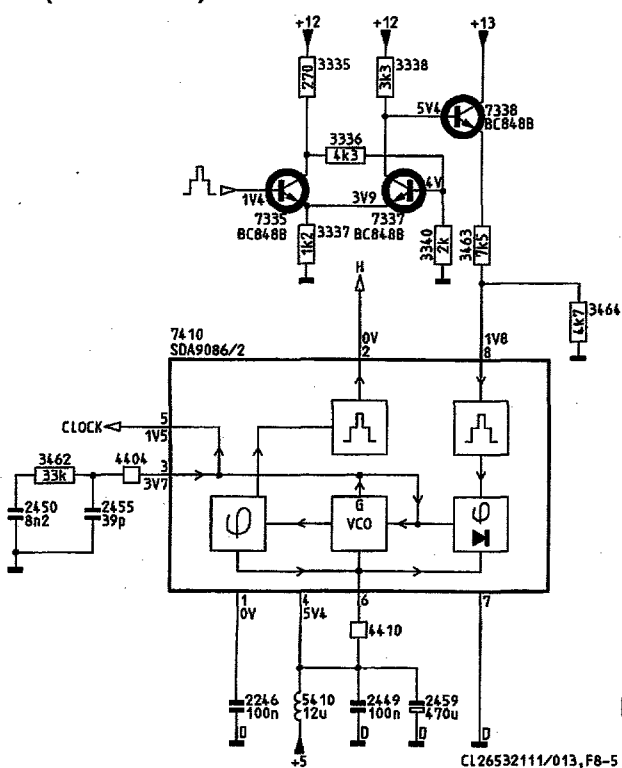 +12 +12 +13
270 3335
3k3 3338
5V4 7338
BC848B
3336
4k3
1V4 3V9 4V
7335 7337
BC848B BC848B
1k2 3337
3340 2k
3463 7k5
4k7 3464
H
7410
SDA9086/2
0V
2
1V8
8
CLOCK 5
1V5
3462 4404 3
33k 3V7
2450 2455
8n2 39p
φ G
VCO φ
1 4 6 7
0V 5V4
4410
2246 5410 2449 2459
100n 12u 100n 470u
D D D D
+5
CL26532111/013,F8-5